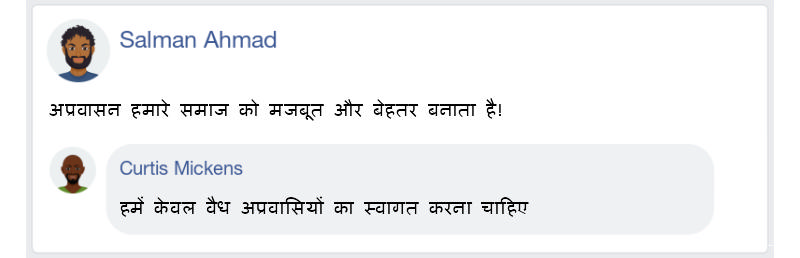 Salman Ahmad
अप्रवासन हमारे समाज को मजबूत और बेहतर बनाता है!
Curtis Mickens
हमें केवल वैध अप्रवासियों का स्वागत करना चाहिए